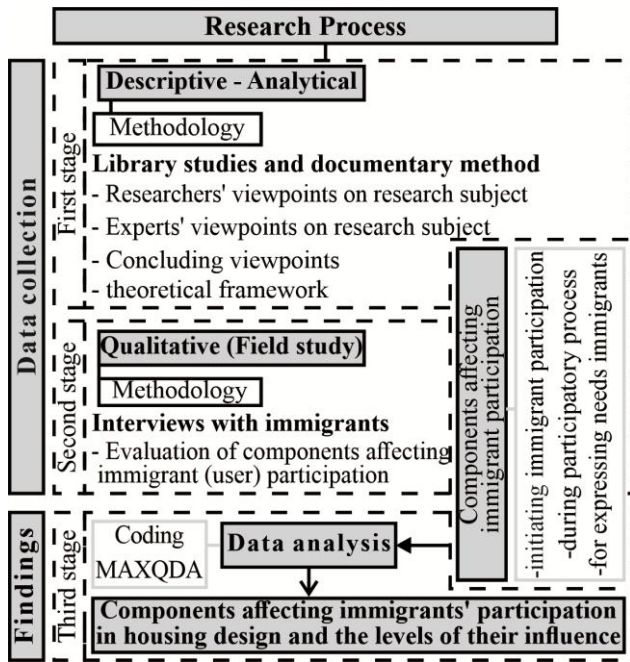 Research Process
Data collection
First stage
Descriptive - Analytical
Methodology
Library studies and documentary method
- Researchers' viewpoints on research subject
- Experts' viewpoints on research subject
- Concluding viewpoints
- theoretical framework
Second stage
Qualitative (Field study)
Methodology
Interviews with immigrants
- Evaluation of components affecting
immigrant (user) participation
Components affecting
immigrant participation
-initiating immigrant participation
-during participatory process
-for expressing needs immigrants
Findings
Third stage
Coding
MAXQDA
Data analysis
Components affecting immigrants' participation
in housing design and the levels of their influence